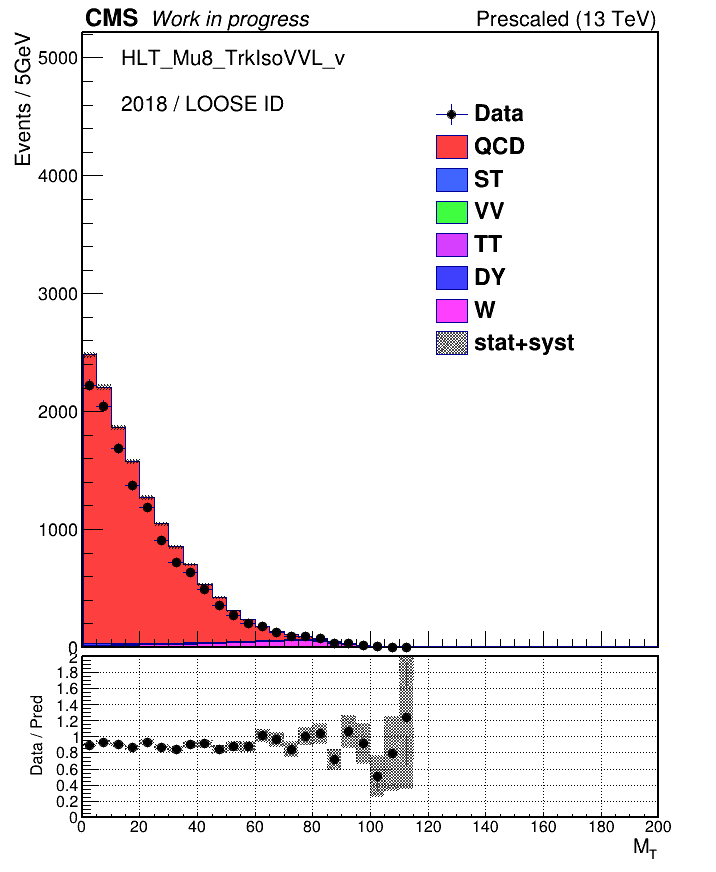 CMS Work in progress Prescaled (13 TeV)
Events / 5GeV
HLT_Mu8_TrkIsoVVL_v
2018 / LOOSE ID
Data
QCD
ST
VV
TT
DY
W
stat+syst
5000
4000
3000
2000
1000
0
Data / Pred
2
1.8
1.6
1.4
1.2
1
0.8
0.6
0.4
0.2
0
0 20 40 60 80 100 120 140 160 180 200
M_T